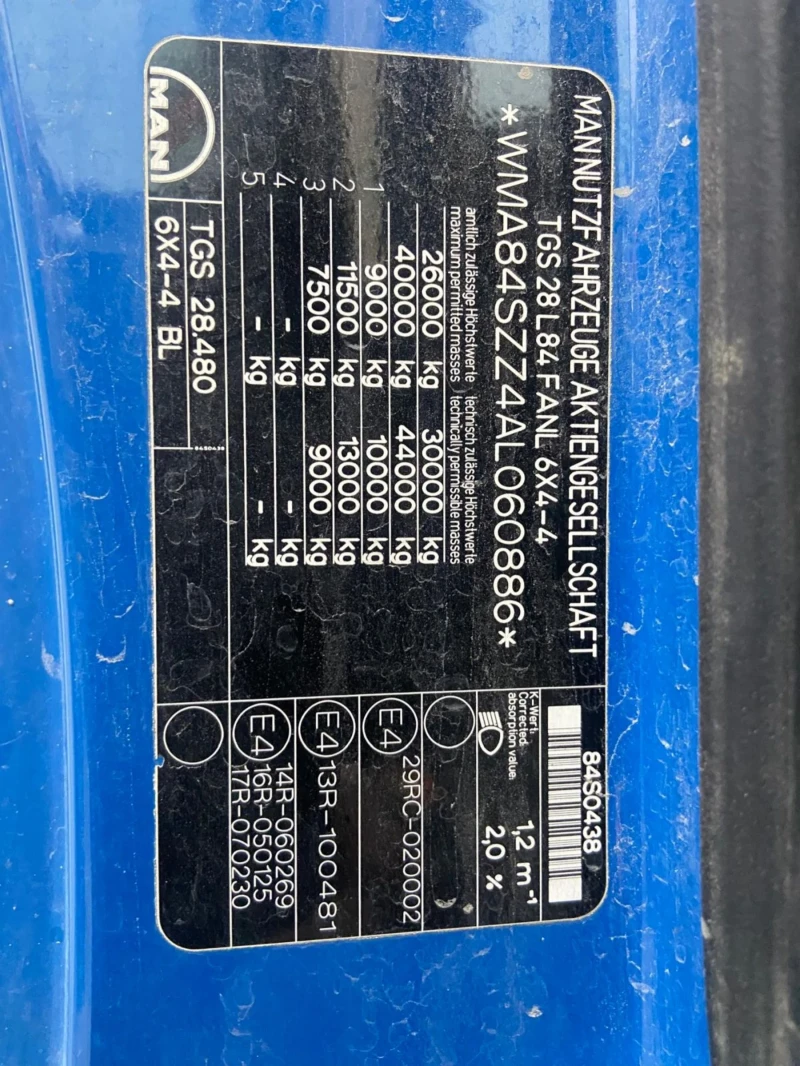 MAN NUTZFAHRZEUGE AKTIENGESELLSCHAFT
TGS 28 L 84 F ANL 6X4-4
*WMA84SZZ4AL060886*
amtlich zulässige Höchstwerte technisch zulässige Höchstwerte
maximum permitted masses technically permissible masses
26000 kg 30000 kg
40000 kg 44000 kg
1 9000 kg 10000 kg
2 11500 kg 13000 kg
3 7500 kg 9000 kg
4 - kg - kg
5 - kg - kg
MAN
TGS 28.480
6X4-4 BL
84S0438
84S0438
K-Wert:
Corrected
absorption value:
1,2 m⁻¹
2,0 %
E4 29RC-020002
E4 13R-100481
E4 14R-060269
16R-050125
17R-070230